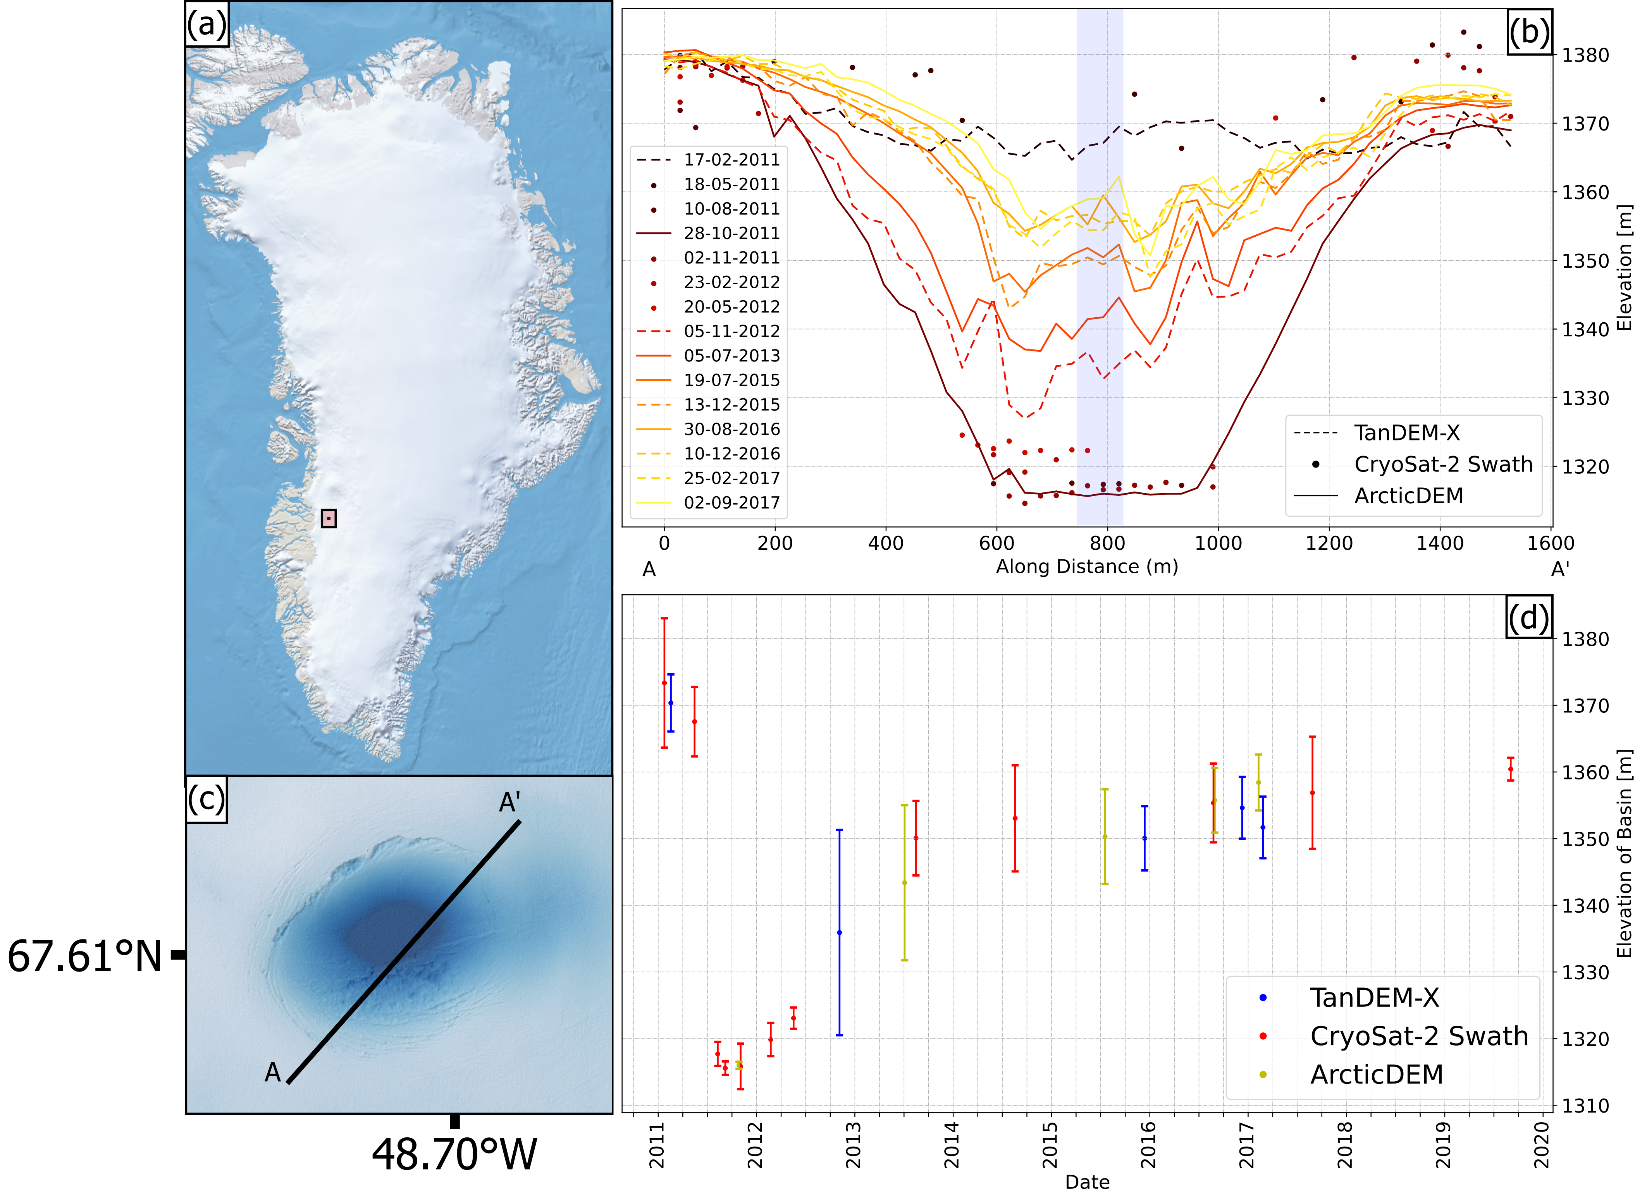 (a)
(b)
1380
1370
1360
1350
1340
1330
1320
Elevation [m]
17-02-2011
18-05-2011
10-08-2011
28-10-2011
02-11-2011
23-02-2012
20-05-2012
05-11-2012
05-07-2013
19-07-2015
13-12-2015
30-08-2016
10-12-2016
25-02-2017
02-09-2017
TanDEM-X
CryoSat-2 Swath
ArcticDEM
0 200 400 600 800 1000 1200 1400 1600
A Along Distance (m) A'
(c)
A'
A
67.61°N
48.70°W
(d)
1380
1370
1360
1350
1340
1330
1320
1310
Elevation of Basin [m]
TanDEM-X
CryoSat-2 Swath
ArcticDEM
2011 2012 2013 2014 2015 2016 2017 2018 2019 2020
Date